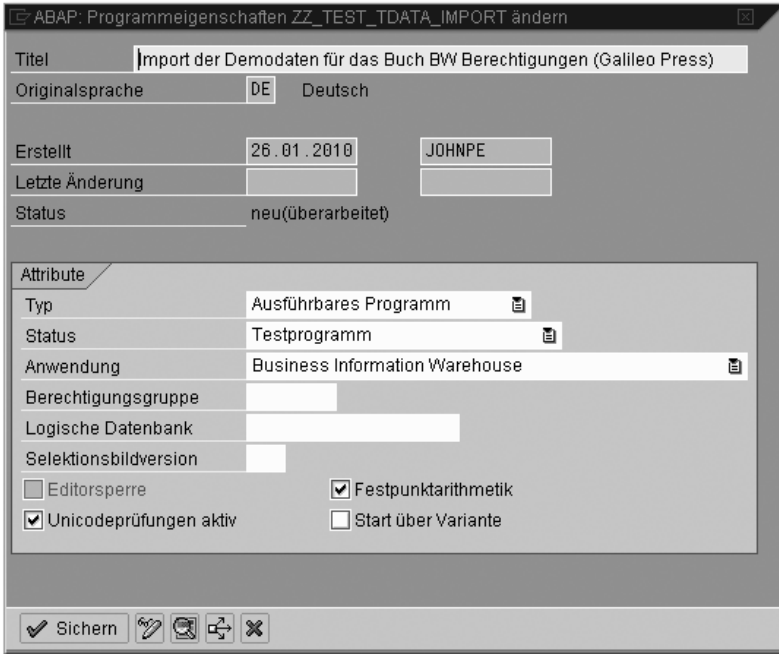 ABAP: Programmeigenschaften ZZ_TEST_TDATA_IMPORT ändern
Titel Import der Demodaten für das Buch BW Berechtigungen (Galileo Press)
Originalsprache DE Deutsch
Erstellt 26.01.2010 JOHNPE
Letzte Änderung
Status neu(überarbeitet)
Attribute
Typ Ausführbares Programm
Status Testprogramm
Anwendung Business Information Warehouse
Berechtigungsgruppe
Logische Datenbank
Selektionsbildversion
Editorsperre Festpunktarithmetik
Unicodeprüfungen aktiv Start über Variante
Sichern